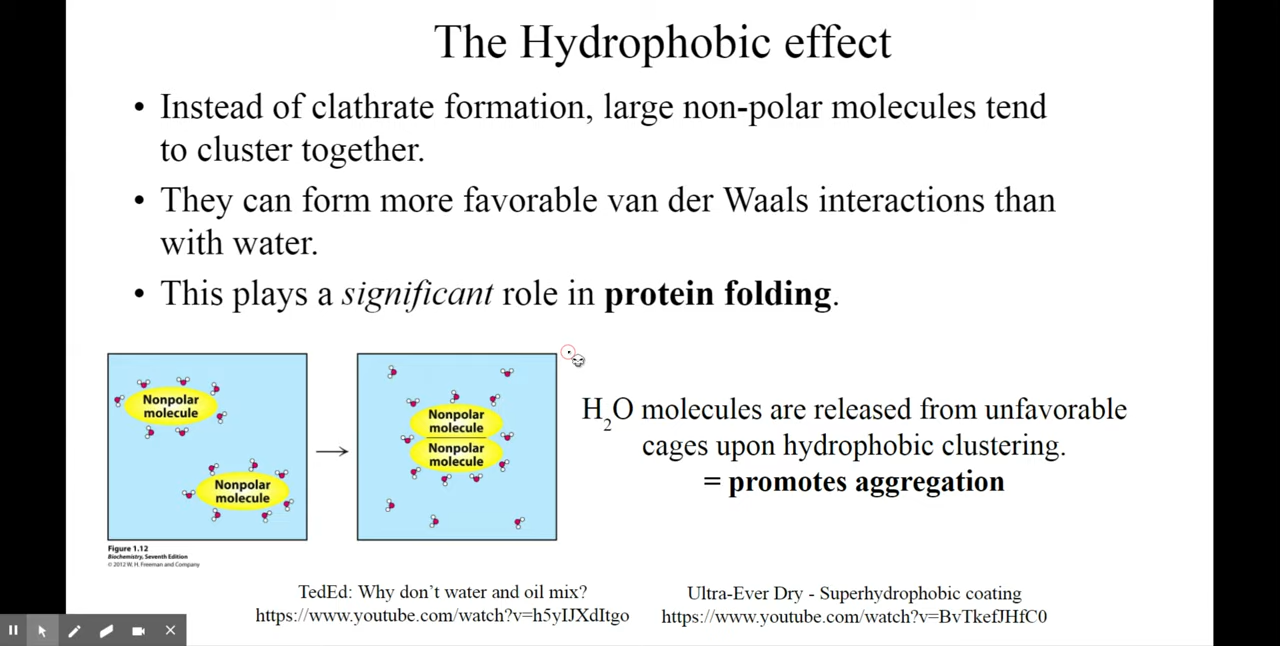 The Hydrophobic effect
• Instead of clathrate formation, large non-polar molecules tend
to cluster together.
• They can form more favorable van der Waals interactions than
with water.
• This plays a significant role in protein folding.
Nonpolar
molecule
Nonpolar
molecule
Nonpolar
molecule
Nonpolar
molecule
H₂O molecules are released from unfavorable
cages upon hydrophobic clustering.
= promotes aggregation
Figure 1.12
Biochemistry, Seventh Edition
© 2012 W. H. Freeman and Company
TedEd: Why don’t water and oil mix?
https://www.youtube.com/watch?v=h5yIJXdItgo
Ultra-Ever Dry - Superhydrophobic coating
https://www.youtube.com/watch?v=BvTkefJHfC0